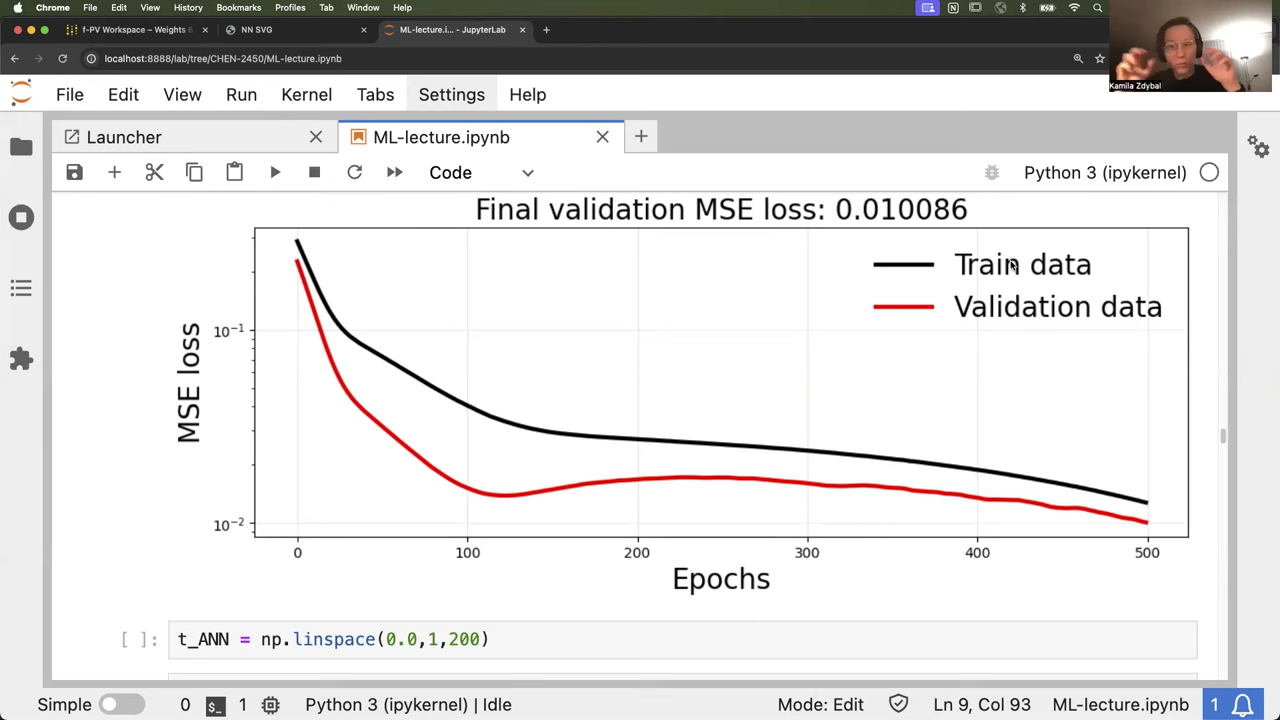 Chrome File Edit View History Bookmarks Profiles Tab Window Help
f-PV Workspace – Weights &
NN SVG
ML-lecture.i... - JupyterLab
localhost:8888/lab/tree/CHEN-2450/ML-lecture.ipynb
Kamila Zdybal
File Edit View Run Kernel Tabs Settings Help
Launcher
ML-lecture.ipynb
Code
Python 3 (ipykernel)
Final validation MSE loss: 0.010086
Train data
Validation data
MSE loss
10⁻¹
10⁻²
0 100 200 300 400 500
Epochs
[ ]: t_ANN = np.linspace(0.0,1,200)
Simple 0 $_ 1 Python 3 (ipykernel) | Idle Mode: Edit Ln 9, Col 93 ML-lecture.ipynb 1